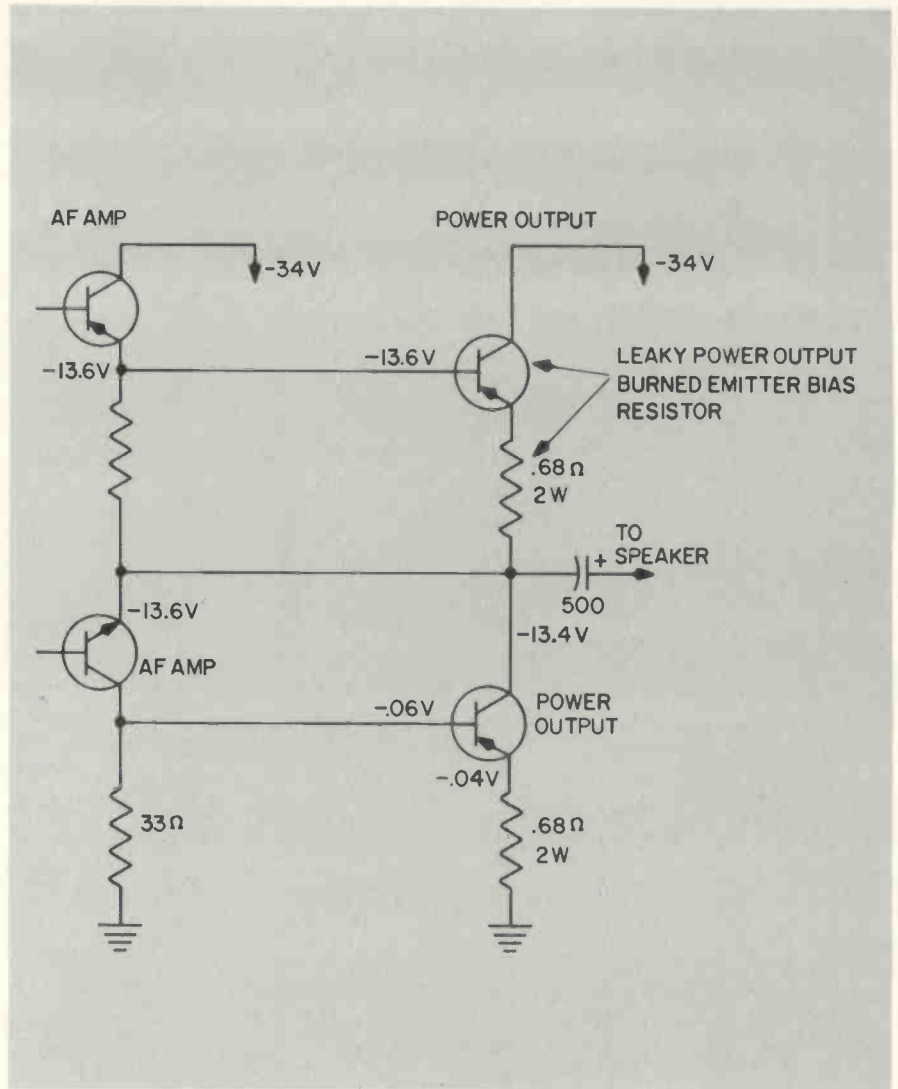 AF AMP
POWER OUTPUT
-34V
-34V
-13.6V
-13.6V
LEAKY POWER OUTPUT
BURNED EMITTER BIAS
RESISTOR
.68Ω
2W
TO
SPEAKER
+
500
-13.6V
-13.4V
AF AMP
-.06V
POWER
OUTPUT
-.04V
33Ω
.68Ω
2W